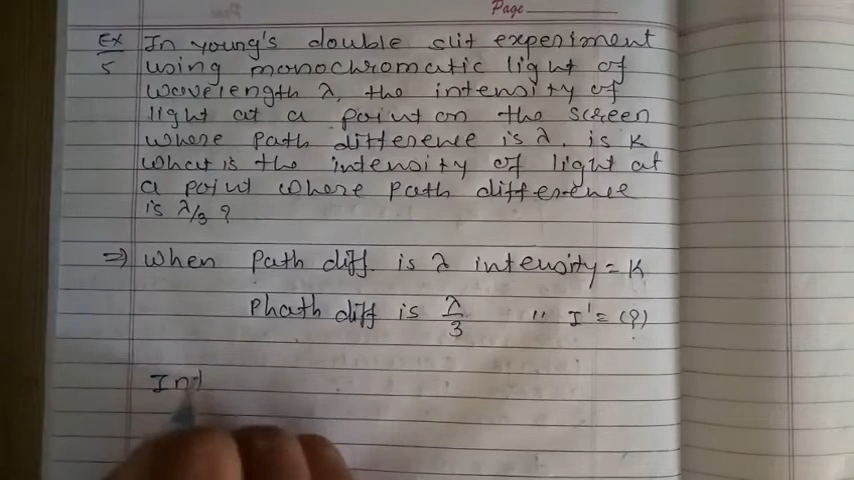 Page
Ex In young's double slit experiment
5 using monochromatic light of
wavelength λ, the intensity of
light at a point on the screen
where path difference is λ, is K
what is the intensity of light at
a point where path difference
is λ/3 ?
⇒ When path diff. is λ intensity = K
Phath diff is λ/3 " I' = (?)
Int